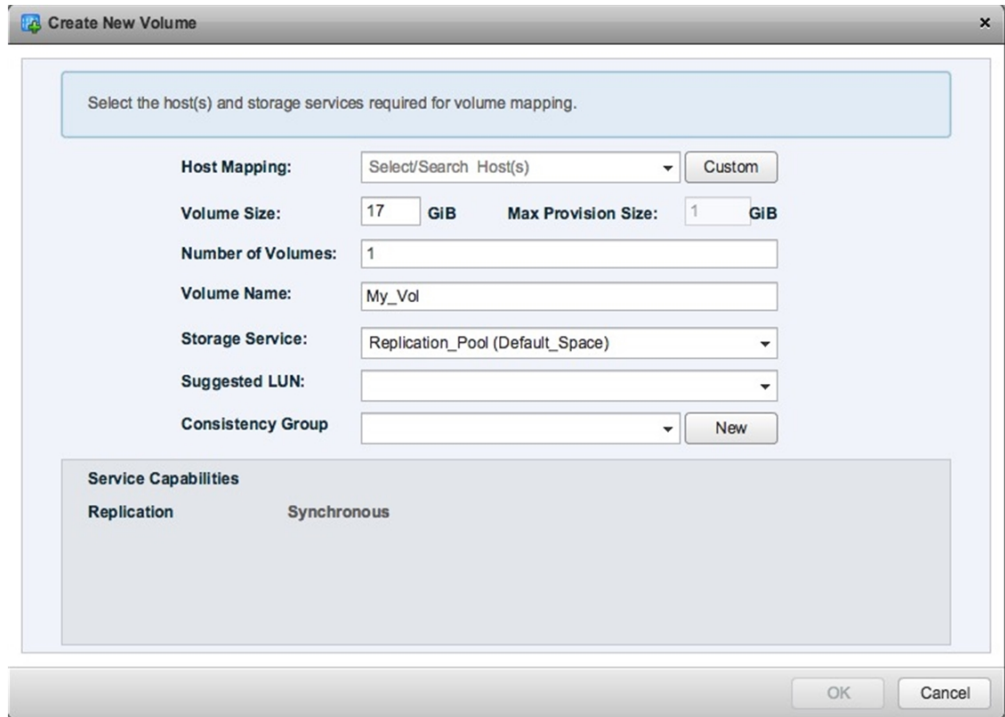 Create New Volume
Select the host(s) and storage services required for volume mapping.
Host Mapping: Select/Search Host(s) Custom
Volume Size: 17 GiB Max Provision Size: 1 GiB
Number of Volumes: 1
Volume Name: My_Vol
Storage Service: Replication_Pool (Default_Space)
Suggested LUN:
Consistency Group New
Service Capabilities
Replication Synchronous
OK Cancel